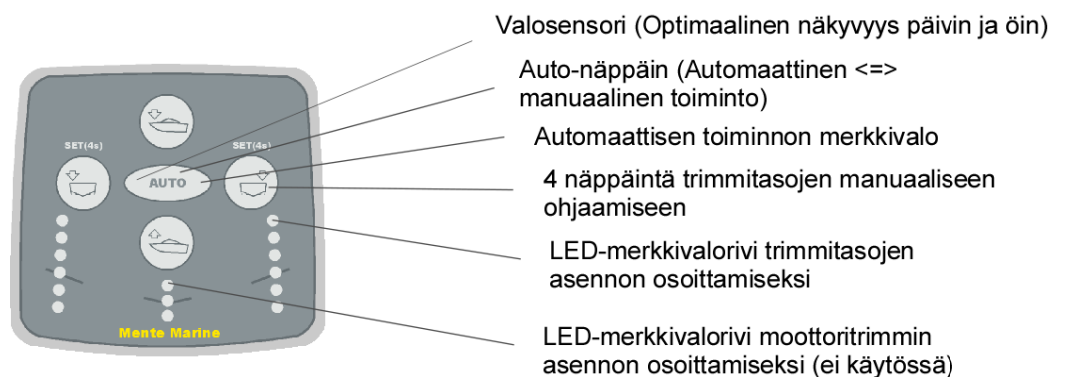 Valosensori (Optimaalinen näkyvyys päivin ja öin)
Auto-näppäin (Automaattinen <=>
manuaalinen toiminto)
Automaattisen toiminnon merkkivalo
4 näppäintä trimmitasojen manuaaliseen
ohjaamiseen
LED-merkkivalorivi trimmitasojen
asennon osoittamiseksi
LED-merkkivalorivi moottoritrimmin
asennon osoittamiseksi (ei käytössä)
SET(4s)
SET(4s)
AUTO
Mente Marine